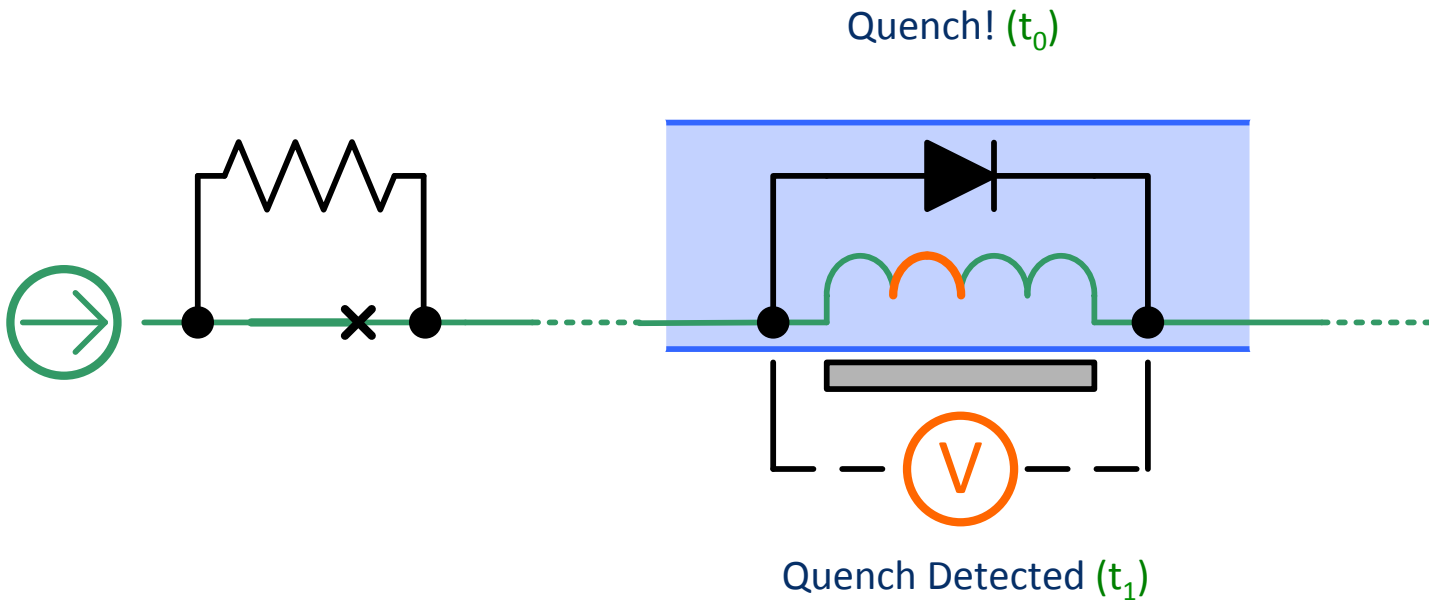 Quench! (t₀)
V
Quench Detected (t₁)